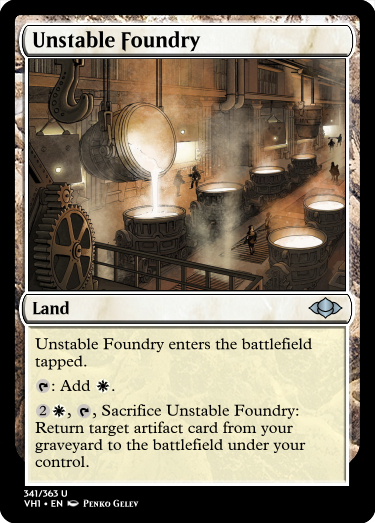 Unstable Foundry
Land
Unstable Foundry enters the battlefield
tapped.
: Add .
2 , , Sacrifice Unstable Foundry:
Return target artifact card from your
graveyard to the battlefield under your
control.
341/363 U
VH1 • EN Penko Gelev